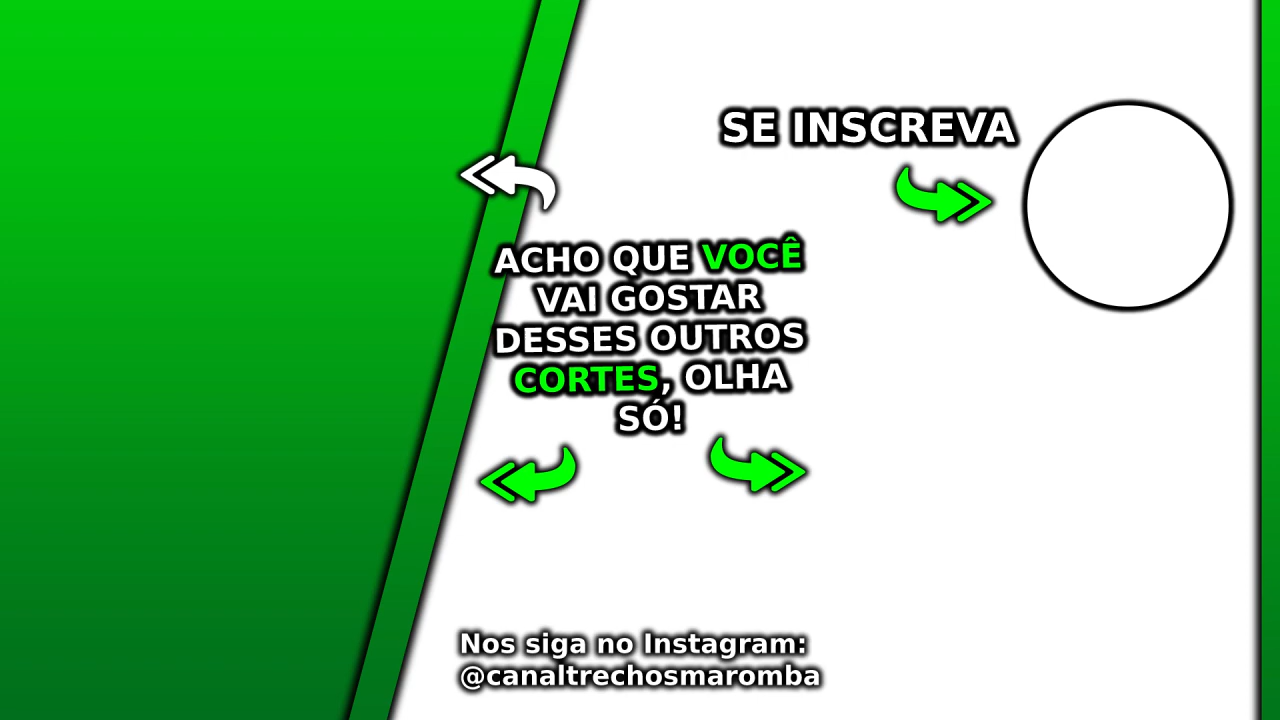 SE INSCREVA
ACHO QUE VOCÊ
VAI GOSTAR
DESSES OUTROS
CORTES, OLHA
SÓ!
Nos siga no Instagram:
@canaltrechosmaromba